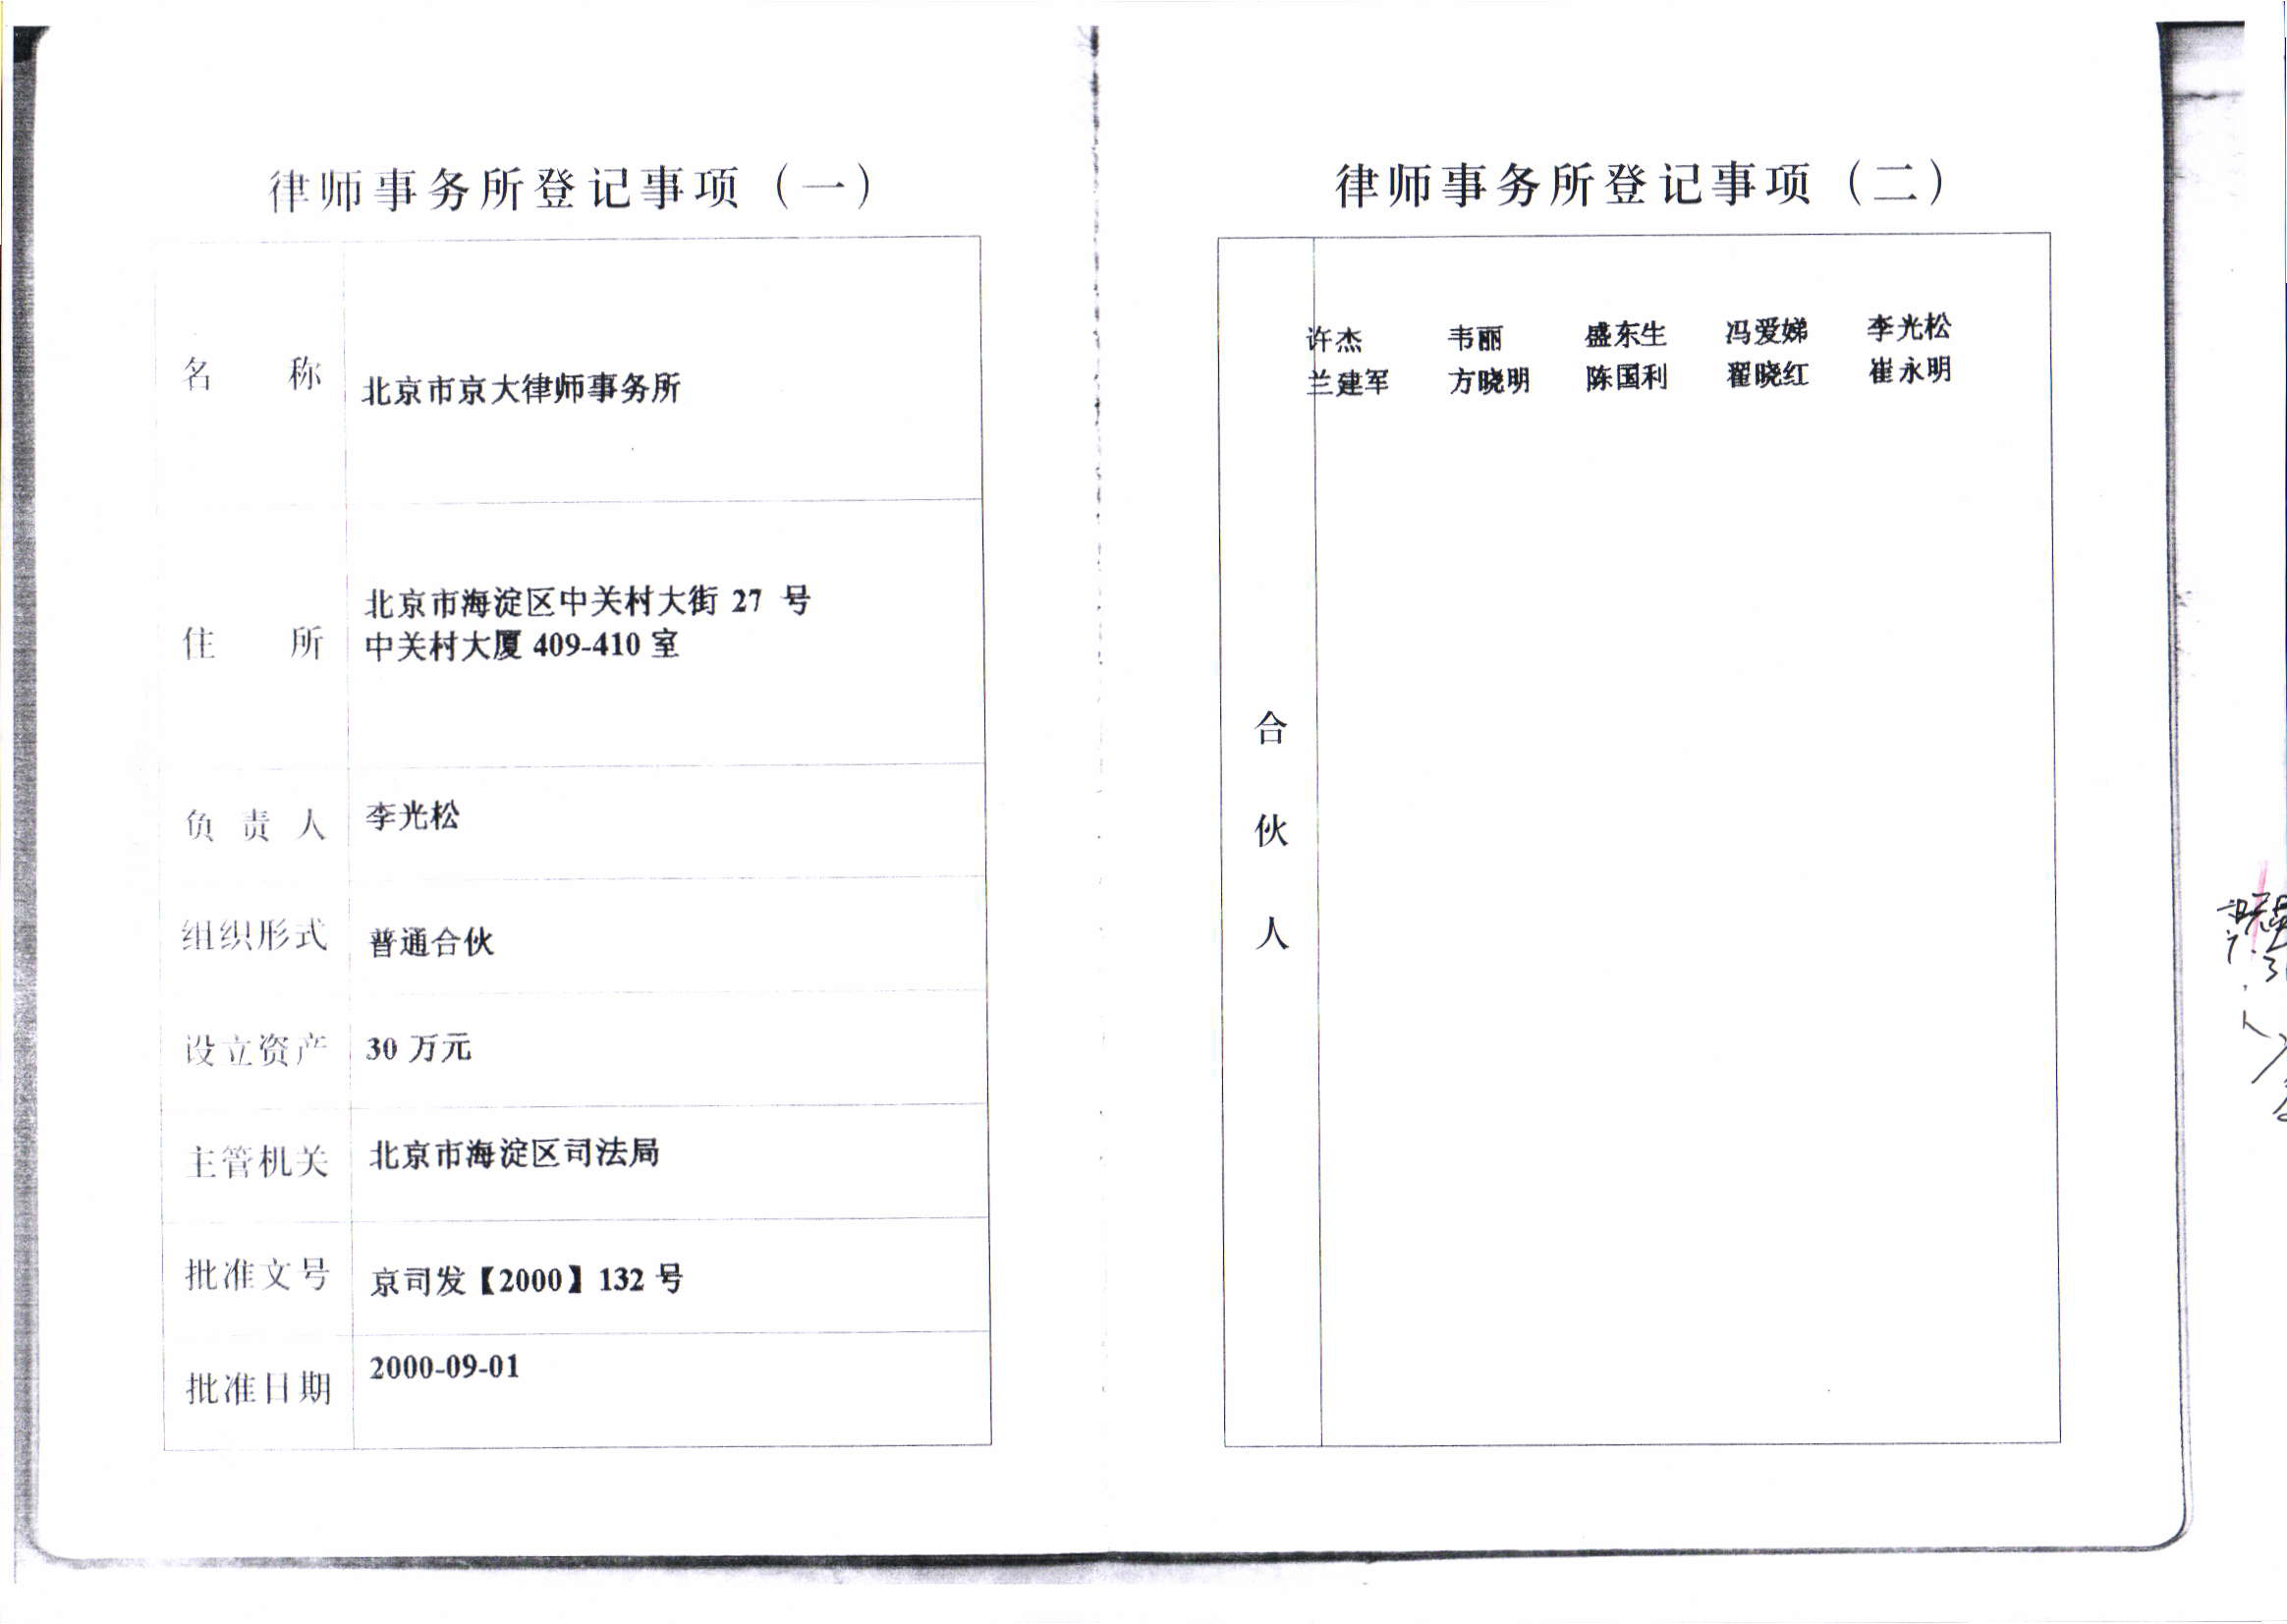 律师事务所登记事项（一）
名 称 北京市京大律师事务所
住 所 北京市海淀区中关村大街 27 号
中关村大厦 409-410 室
负 责 人 李光松
组织形式 普通合伙
设立资产 30 万元
主管机关 北京市海淀区司法局
批准文号 京司发【2000】132 号
批准日期 2000-09-01
律师事务所登记事项（二）
合伙人
许杰 韦丽 盛东生 冯爱娣 李光松
兰建军 方晓明 陈国利 翟晓红 崔永明